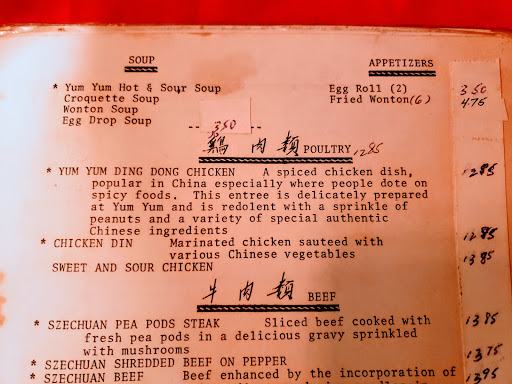 SOUP APPETIZERS
* Yum Yum Hot & Sour Soup Egg Roll (2) 3 50
Croquette Soup Fried Wonton (6) 4.75
Wonton Soup
Egg Drop Soup -- 3.50 --
鷄 肉 類 POULTRY 12 85
* YUM YUM DING DONG CHICKEN A spiced chicken dish, 12 85
popular in China especially where people dote on
spicy foods. This entree is delicately prepared
at Yum Yum and is redolent with a sprinkle of
peanuts and a variety of special authentic
Chinese ingredients
* CHICKEN DIN Marinated chicken sauteed with 12 85
various Chinese vegetables
SWEET AND SOUR CHICKEN 13 85
牛 肉 類 BEEF
* SZECHUAN PEA PODS STEAK Sliced beef cooked with 13 85
fresh pea pods in a delicious gravy sprinkled
with mushrooms
* SZECHUAN SHREDDED BEEF ON PEPPER 13 75
* SZECHUAN BEEF Beef enhanced by the incorporation of 13 95